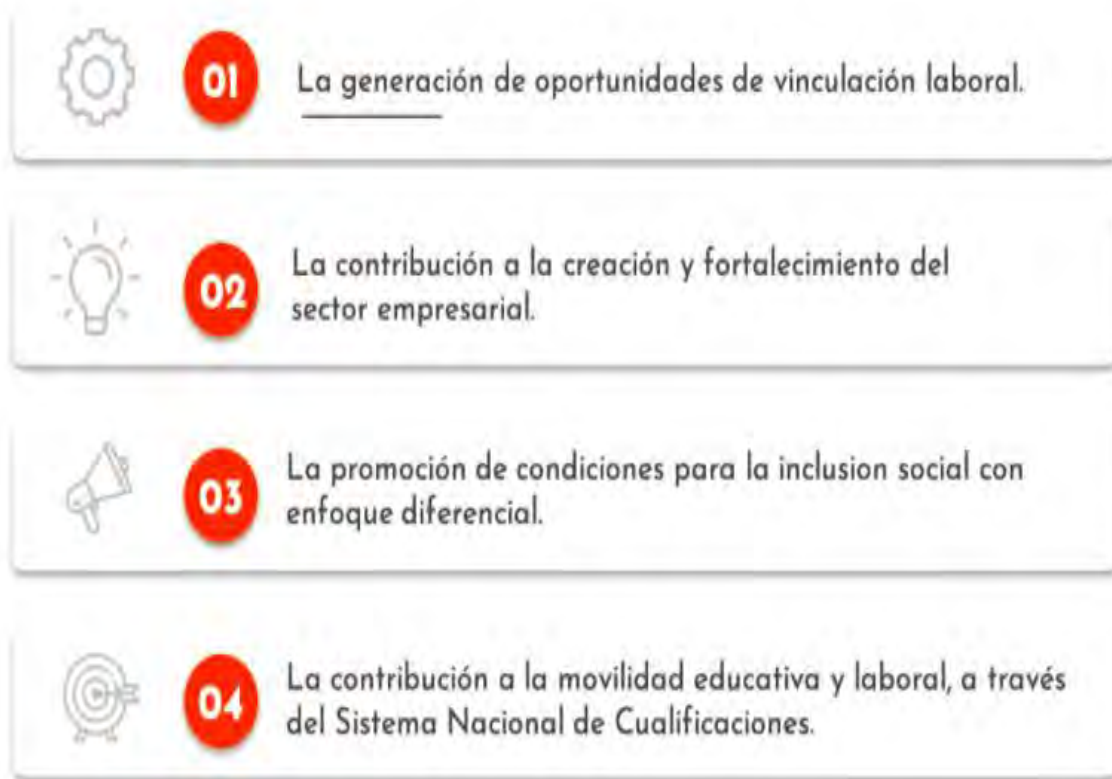 01 La generación de oportunidades de vinculación laboral.
02 La contribución a la creación y fortalecimiento del
sector empresarial.
03 La promoción de condiciones para la inclusion social con
enfoque diferencial.
04 La contribución a la movilidad educativa y laboral, a través
del Sistema Nacional de Cualificaciones.